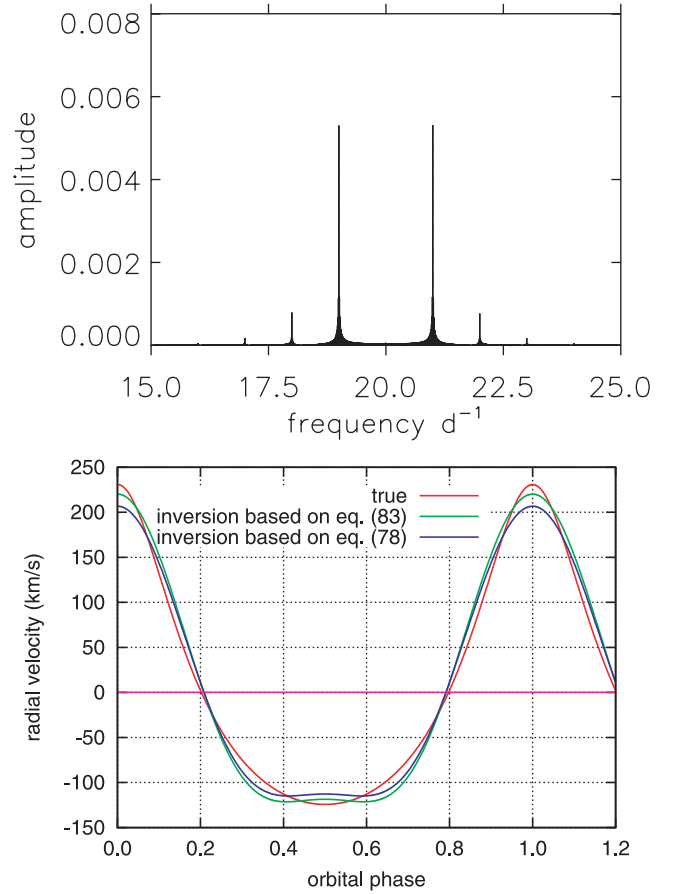 0.008
0.006
0.004
0.002
0.000
amplitude
15.0 17.5 20.0 22.5 25.0
frequency d⁻¹
250
200
150
100
50
0
-50
-100
-150
radial velocity (km/s)
true
inversion based on eq. (83)
inversion based on eq. (78)
0.0 0.2 0.4 0.6 0.8 1.0 1.2
orbital phase